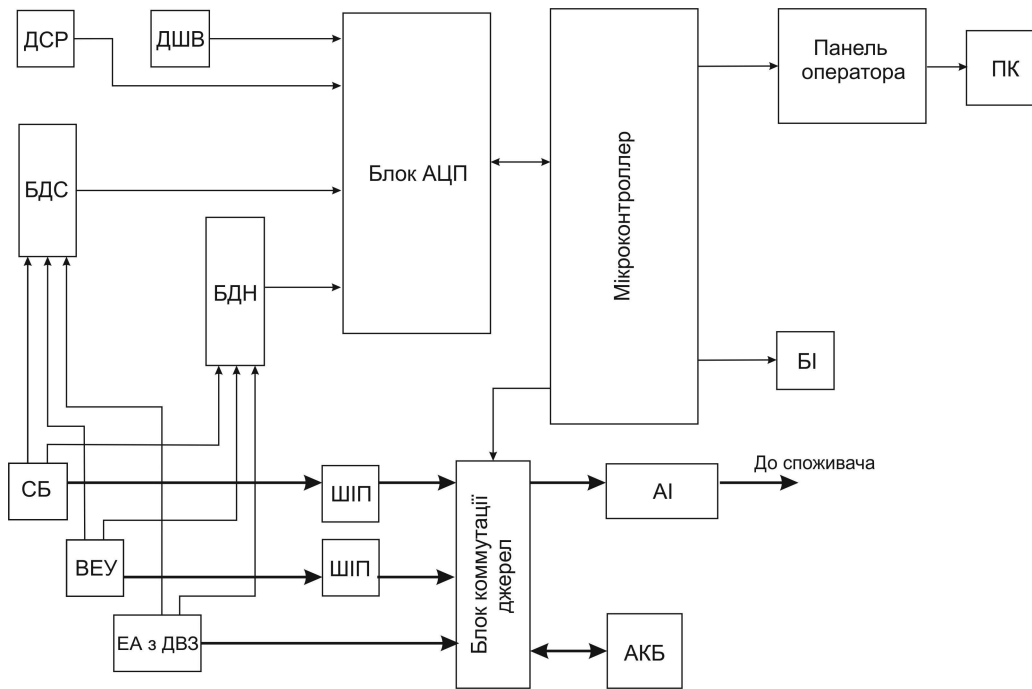 ДСР
ДШВ
Панель
оператора
ПК
Блок АЦП
Мікроконтроллер
БДС
БДН
БІ
До споживача
СБ
ШІП
АІ
ВЕУ
ШІП
Блок коммутації
джерел
ЕА з ДВЗ
АКБ